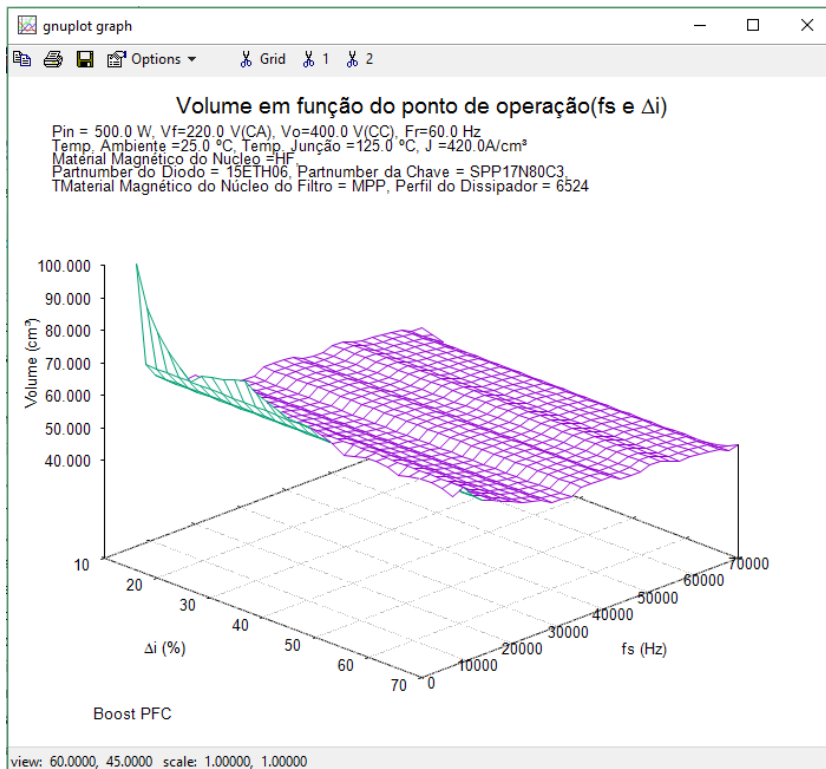 gnuplot graph
Options Grid 1 2
Volume em função do ponto de operação(fs e Δi)
Pin = 500.0 W, Vf=220.0 V(CA), Vo=400.0 V(CC), Fr=60.0 Hz
Temp. Ambiente =25.0 ºC, Temp. Junção =125.0 ºC, J =420.0A/cm³
Material Magnético do Nucleo =HF,
Partnumber do Diodo = 15ETH06, Partnumber da Chave = SPP17N80C3,
TMaterial Magnético do Núcleo do Filtro = MPP, Perfil do Dissipador = 6524
100.000
90.000
80.000
70.000
60.000
50.000
40.000
Volume (cm³)
10
20
30
40
50
60
70
Δi (%)
0
10000
20000
30000
40000
50000
60000
70000
fs (Hz)
Boost PFC
view: 60.0000, 45.0000 scale: 1.00000, 1.00000